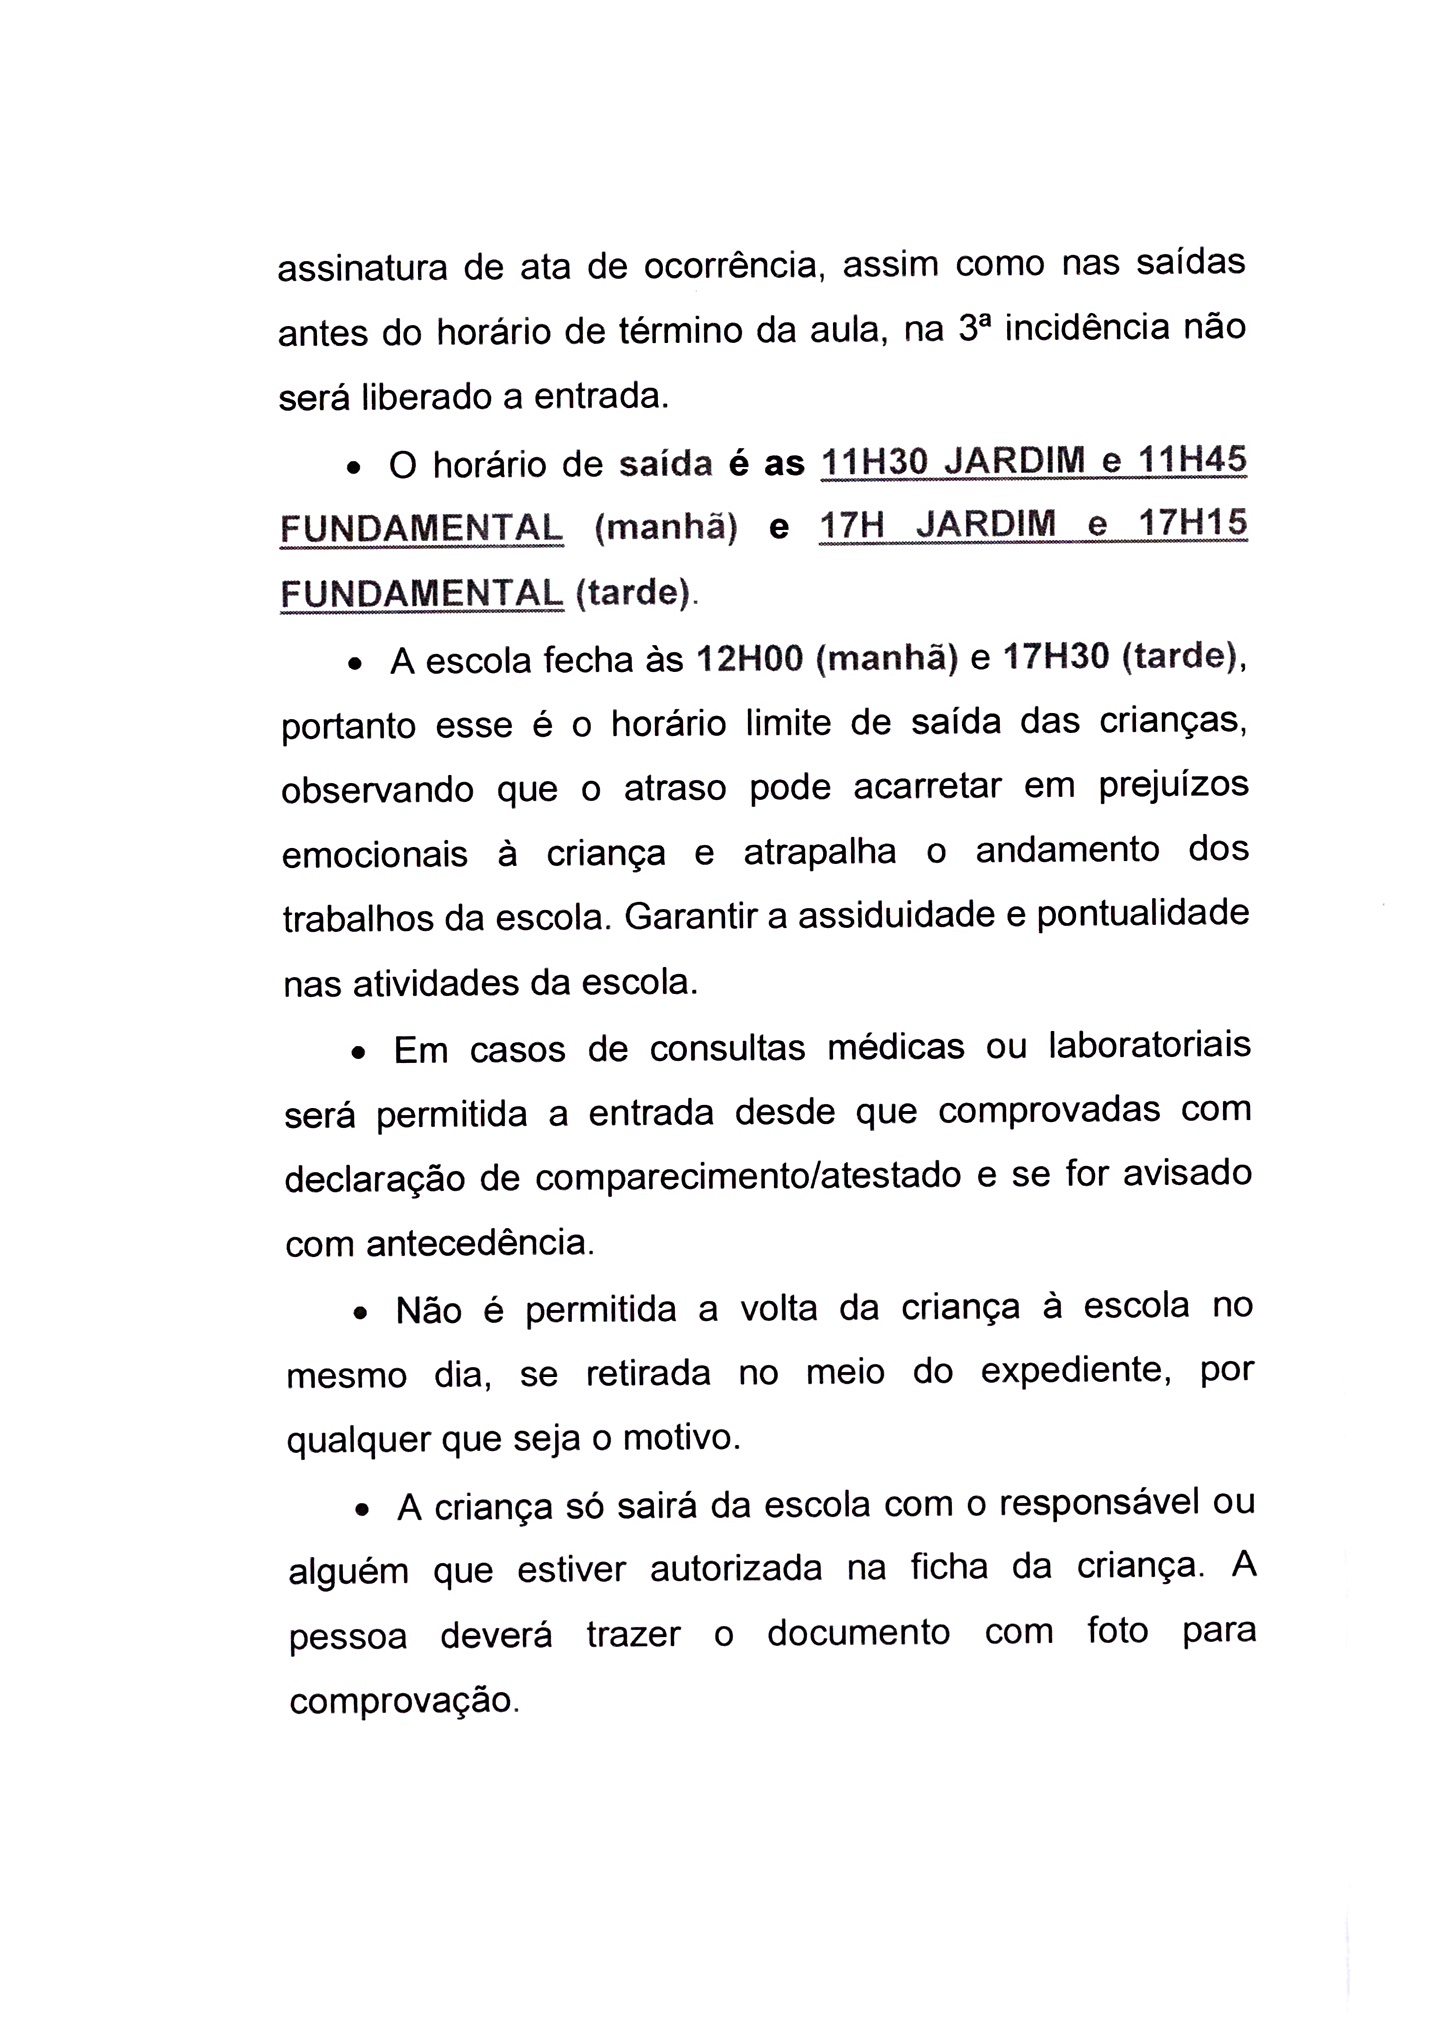 assinatura de ata de ocorrência, assim como nas saídas
antes do horário de término da aula, na 3ª incidência não
será liberado a entrada.
• O horário de saída é as 11H30 JARDIM e 11H45
FUNDAMENTAL (manhã) e 17H JARDIM e 17H15
FUNDAMENTAL (tarde).
• A escola fecha às 12H00 (manhã) e 17H30 (tarde),
portanto esse é o horário limite de saída das crianças,
observando que o atraso pode acarretar em prejuízos
emocionais à criança e atrapalha o andamento dos
trabalhos da escola. Garantir a assiduidade e pontualidade
nas atividades da escola.
• Em casos de consultas médicas ou laboratoriais
será permitida a entrada desde que comprovadas com
declaração de comparecimento/atestado e se for avisado
com antecedência.
• Não é permitida a volta da criança à escola no
mesmo dia, se retirada no meio do expediente, por
qualquer que seja o motivo.
• A criança só sairá da escola com o responsável ou
alguém que estiver autorizada na ficha da criança. A
pessoa deverá trazer o documento com foto para
comprovação.